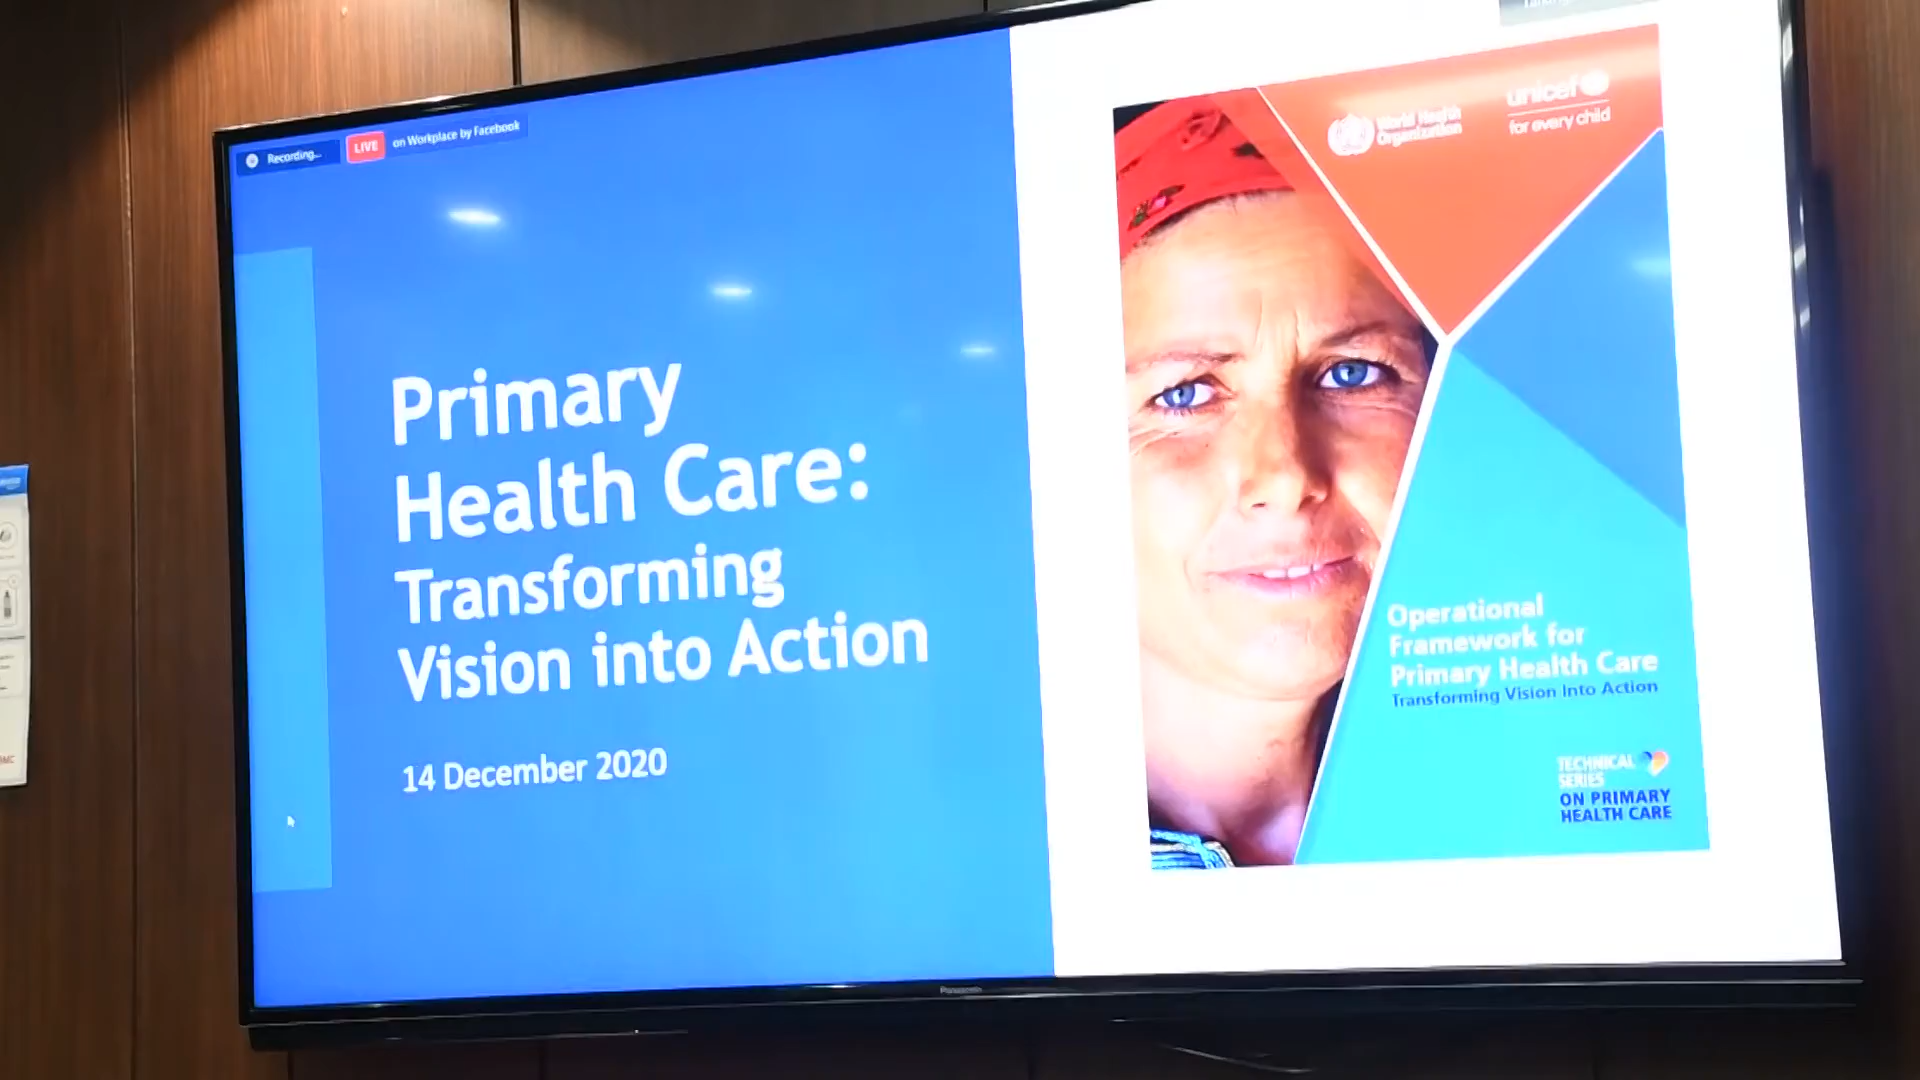 Recording...
LIVE
on Workplace by Facebook
Primary
Health Care:
Transforming
Vision into Action
14 December 2020
World Health
Organization
unicef
for every child
Operational
Framework for
Primary Health Care
Transforming Vision Into Action
TECHNICAL
SERIES
ON PRIMARY
HEALTH CARE
Panasonic